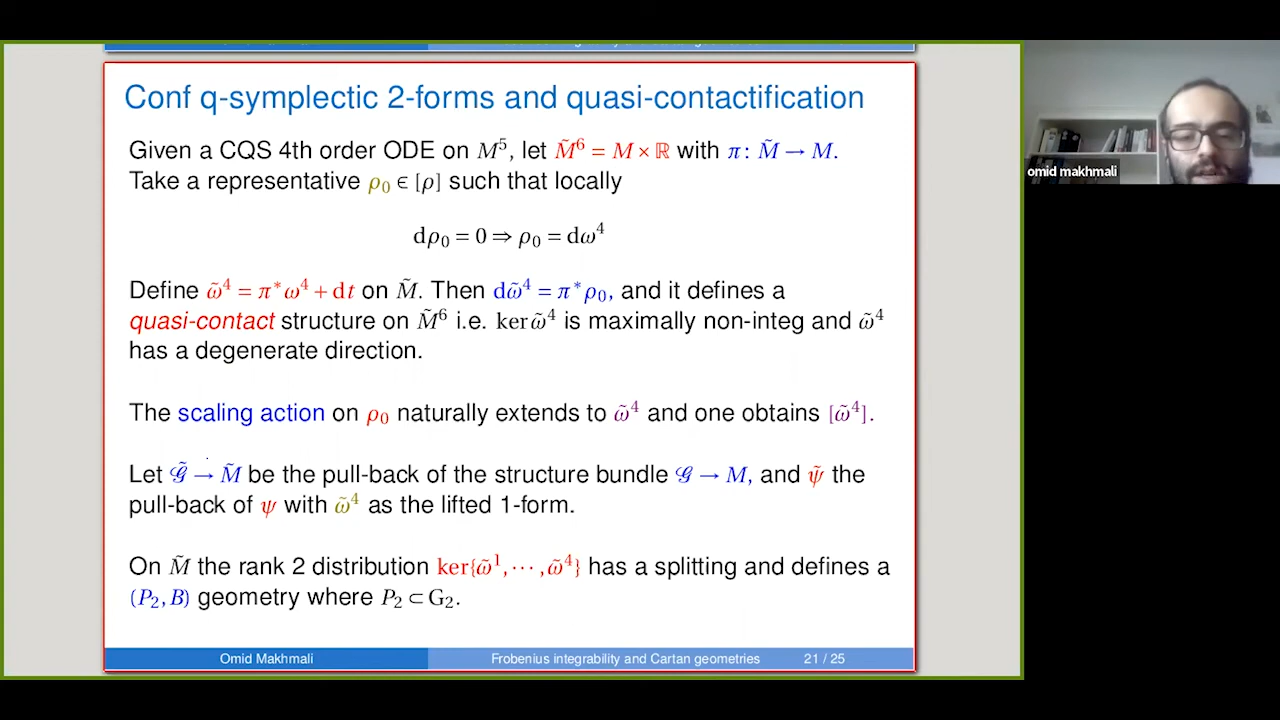 Conf q-symplectic 2-forms and quasi-contactification
Given a CQS 4th order ODE on M⁵, let M̃⁶ = M × ℝ with π: M̃ → M.
Take a representative ρ₀ ∈ [ρ] such that locally
dρ₀ = 0 ⇒ ρ₀ = dω⁴
Define ω̃⁴ = π*ω⁴ + dt on M̃. Then dω̃⁴ = π*ρ₀, and it defines a
quasi-contact structure on M̃⁶ i.e. ker ω̃⁴ is maximally non-integ and ω̃⁴
has a degenerate direction.
The scaling action on ρ₀ naturally extends to ω̃⁴ and one obtains [ω̃⁴].
Let 𝒢̃ → M̃ be the pull-back of the structure bundle 𝒢 → M, and ψ̃ the
pull-back of ψ with ω̃⁴ as the lifted 1-form.
On M̃ the rank 2 distribution ker{ω̃¹, ⋯, ω̃⁴} has a splitting and defines a
(P₂, B) geometry where P₂ ⊂ G₂.
Omid Makhmali
Frobenius integrability and Cartan geometries
21 / 25
omid makhmali